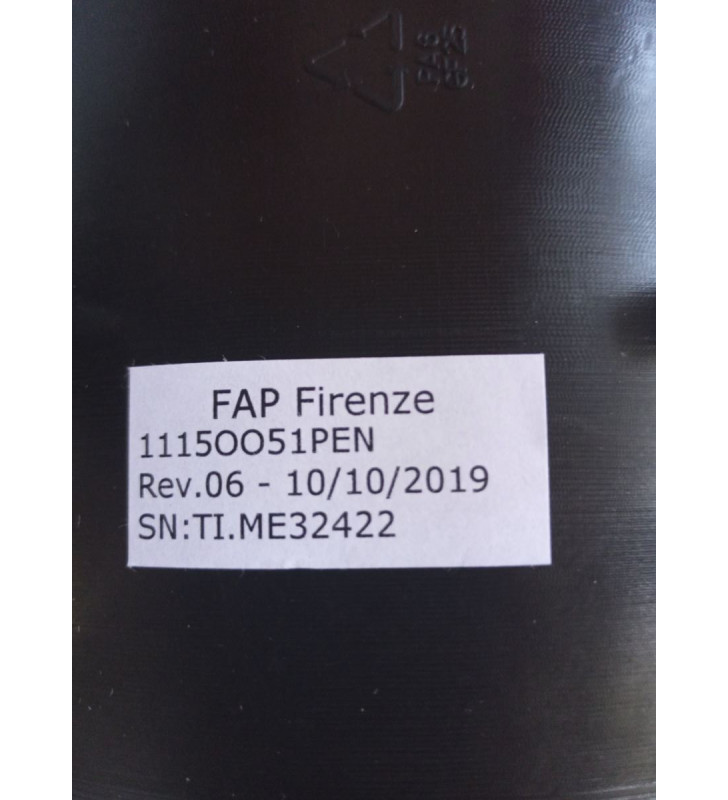 FAP Firenze
1115OO51PEN
Rev.06 - 10/10/2019
SN:TI.ME32422